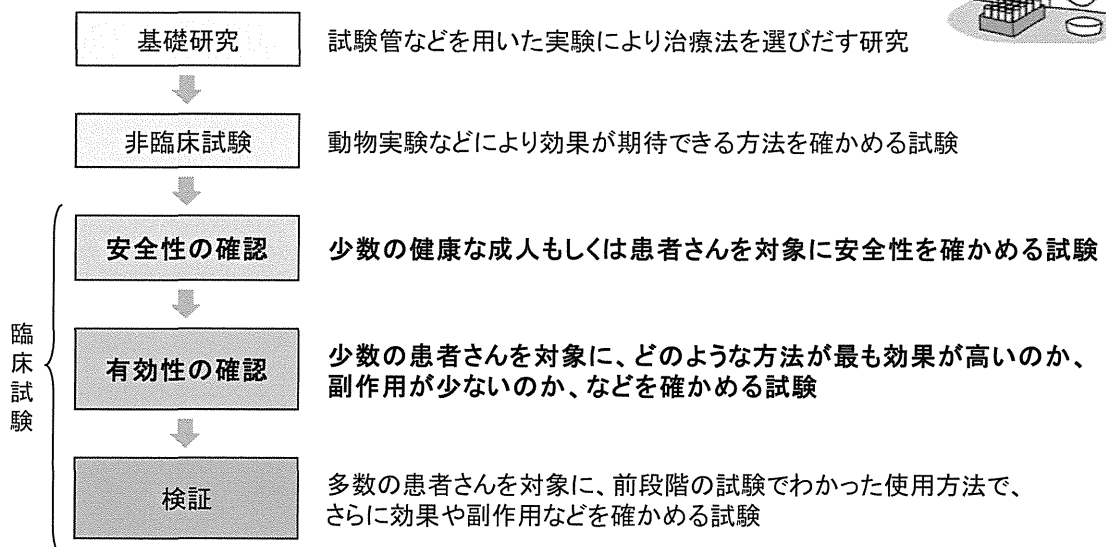 基礎研究
試験管などを用いた実験により治療法を選びだす研究
非臨床試験
動物実験などにより効果が期待できる方法を確かめる試験
臨床試験
安全性の確認
少数の健康な成人もしくは患者さんを対象に安全性を確かめる試験
有効性の確認
少数の患者さんを対象に、どのような方法が最も効果が高いのか、
副作用が少ないのか、などを確かめる試験
検証
多数の患者さんを対象に、前段階の試験でわかった使用方法で、
さらに効果や副作用などを確かめる試験